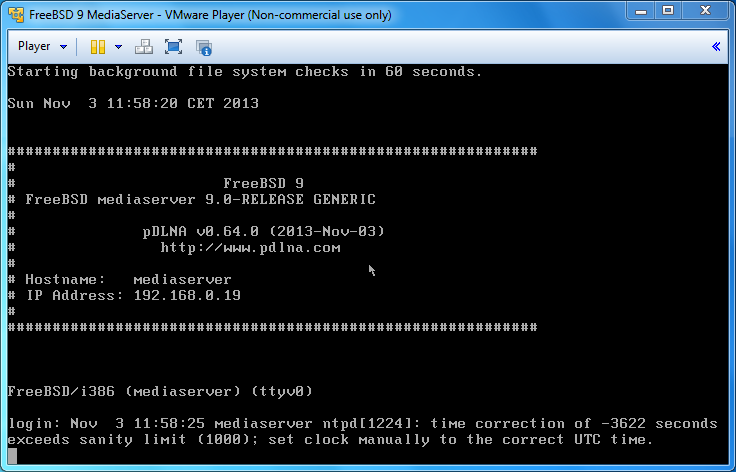 FreeBSD 9 MediaServer - VMware Player (Non-commercial use only)
Player
Starting background file system checks in 60 seconds.
Sun Nov  3 11:58:20 CET 2013
###########################################################
#
#                       FreeBSD 9
# FreeBSD mediaserver 9.0-RELEASE GENERIC
#
#              pDLNA v0.64.0 (2013-Nov-03)
#                http://www.pdlna.com
#
# Hostname:   mediaserver
# IP Address: 192.168.0.19
#
###########################################################
FreeBSD/i386 (mediaserver) (ttyv0)
login: Nov  3 11:58:25 mediaserver ntpd[1224]: time correction of -3622 seconds
exceeds sanity limit (1000); set clock manually to the correct UTC time.